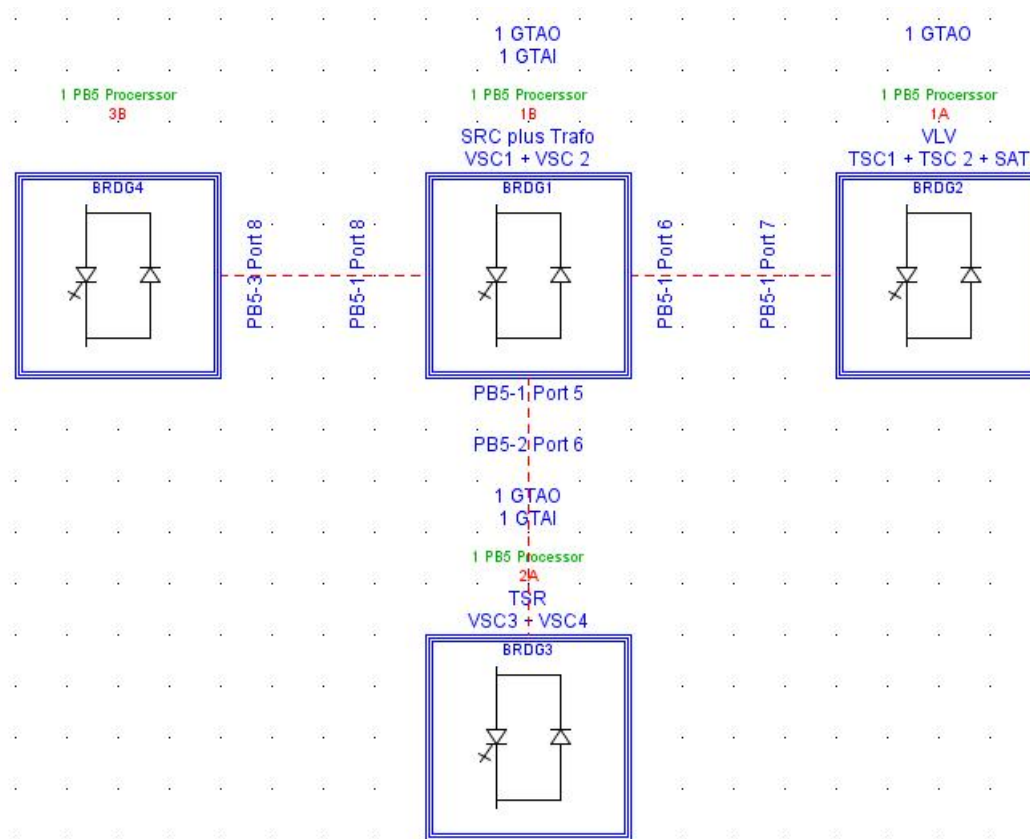 1 GTAO
1 GTAI
1 GTAO
1 PB5 Procerssor
3B
1 PB5 Procerssor
1B
1 PB5 Procerssor
1A
SRC plus Trafo
VSC1 + VSC 2
VLV
TSC1 + TSC 2 + SAT
BRDG4
BRDG1
BRDG2
PB5-3 Port 8
PB5-1 Port 8
PB5-1 Port 6
PB5-1 Port 7
PB5-1 Port 5
PB5-2 Port 6
1 GTAO
1 GTAI
1 PB5 Processor
2A
TSR
VSC3 + VSC4
BRDG3